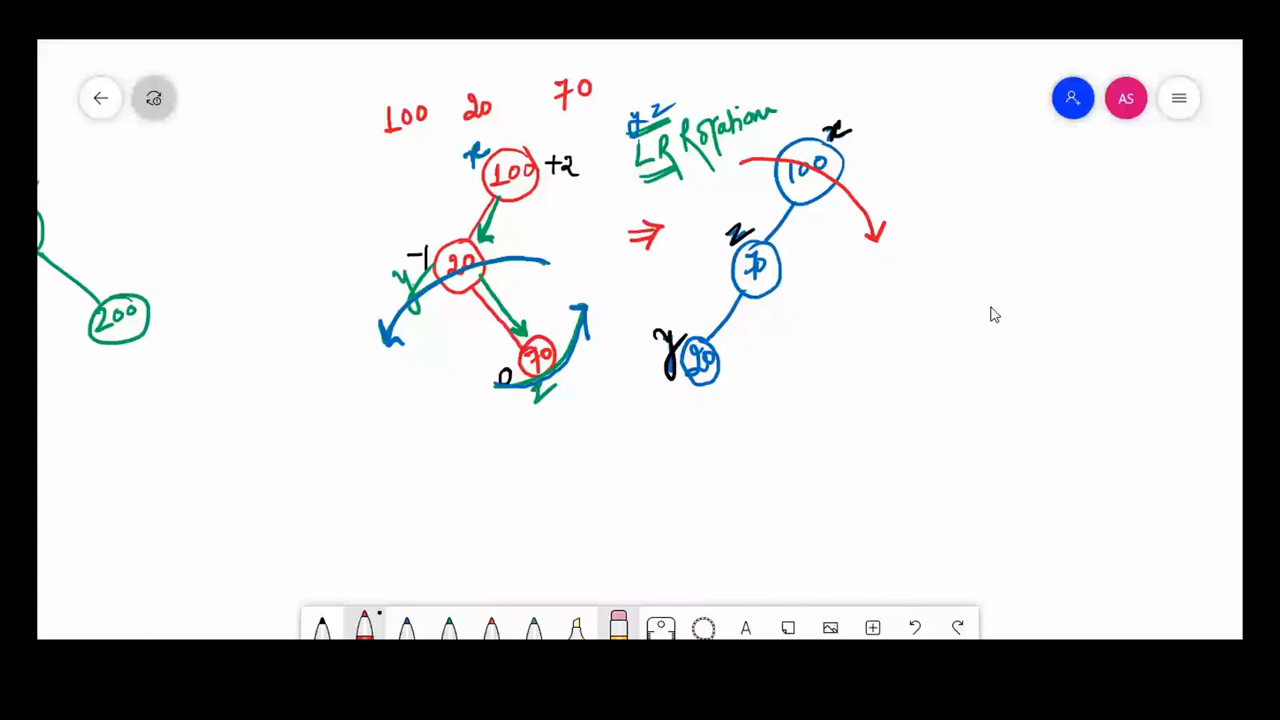 100 20 70
y z
LR Rotation
x 100 +2
x
100
-1 20
y
z
70
200
70
0
z
y 20
AS
A